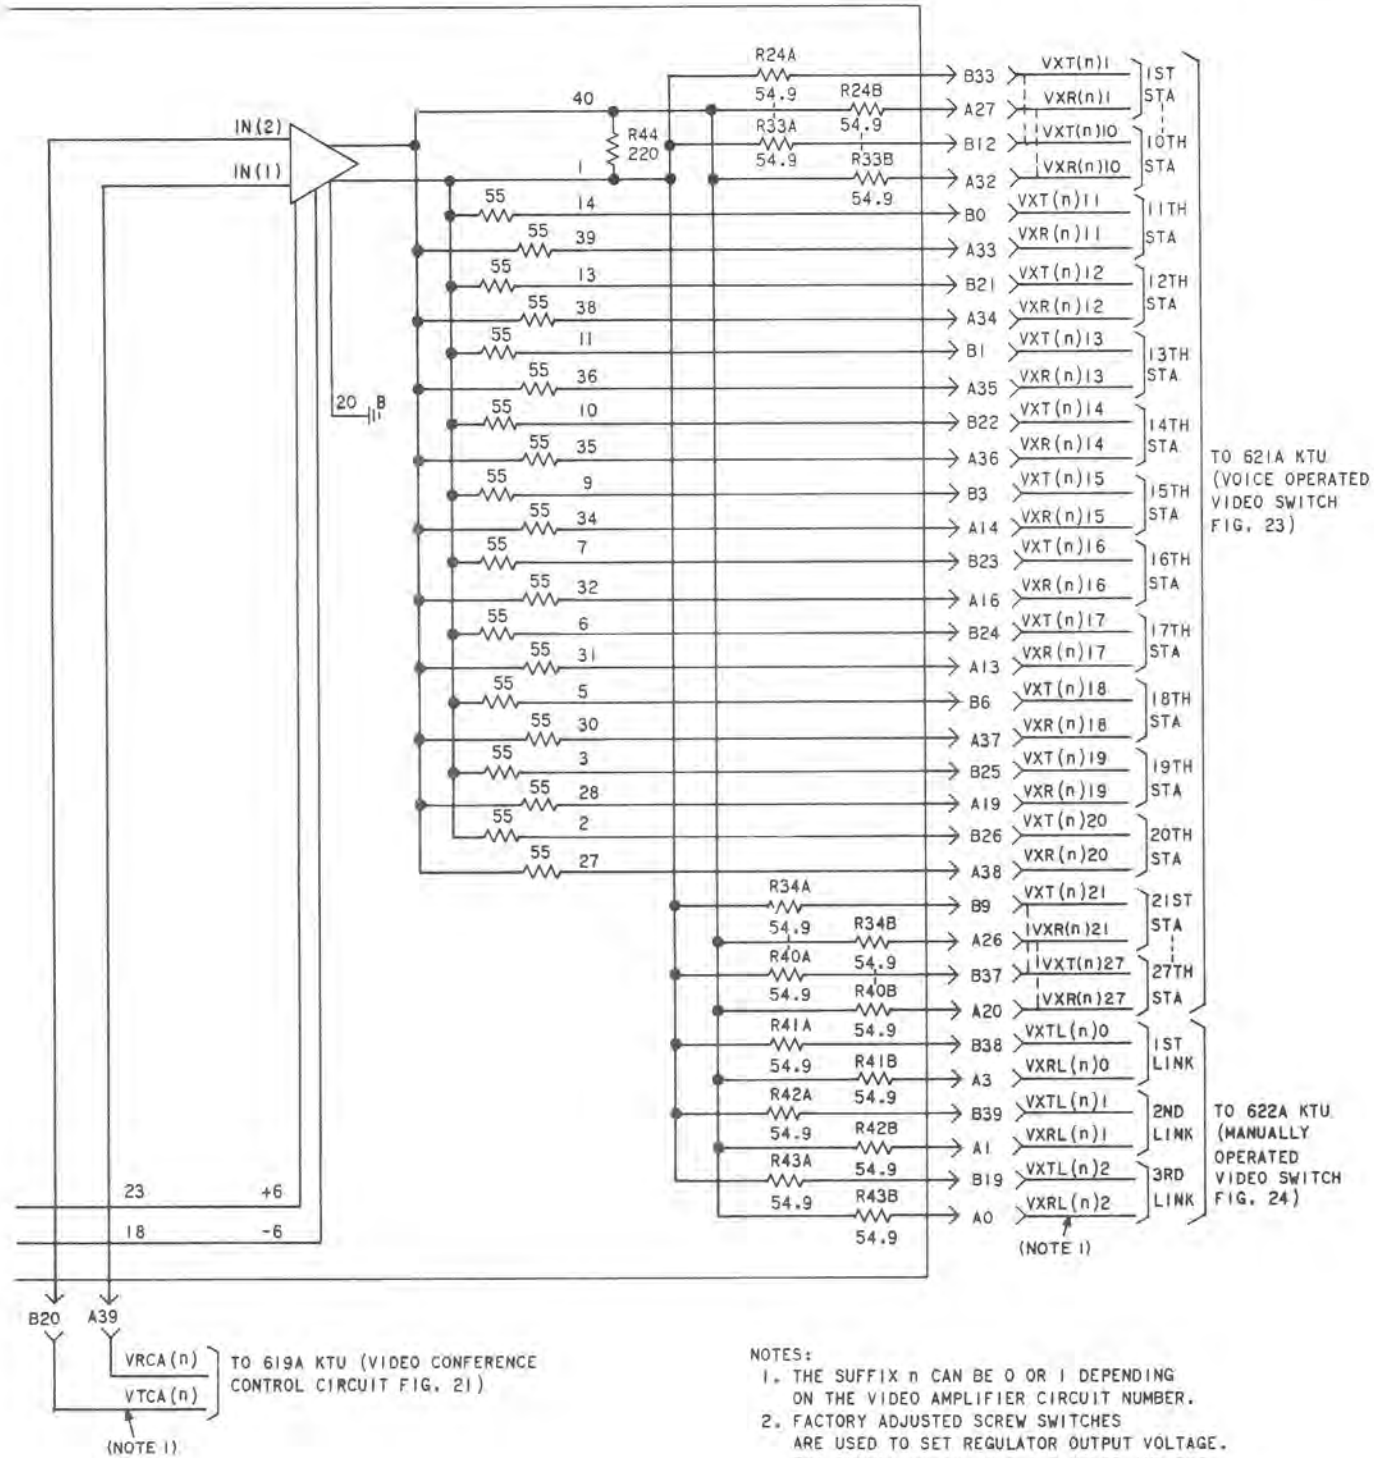 R24A
B33 VXT(n)1 1ST
54.9
40 R24B A27 VXR(n)1 STA
IN(2) R44 R33A 54.9 B12 VXT(n)10 10TH
220 54.9 R33B
IN(1) 1 A32 VXR(n)10 STA
54.9
55 14 B0 VXT(n)11 11TH
55 39 A33 VXR(n)11 STA
55 13 B21 VXT(n)12 12TH
55 38 A34 VXR(n)12 STA
55 11 B1 VXT(n)13 13TH
55 36 A35 VXR(n)13 STA
20 B
55 10 B22 VXT(n)14 14TH
55 35 A36 VXR(n)14 STA
55 9 B3 VXT(n)15 15TH
55 34 A14 VXR(n)15 STA
55 7 B23 VXT(n)16 16TH
55 32 A16 VXR(n)16 STA
55 6 B24 VXT(n)17 17TH
55 31 A13 VXR(n)17 STA
55 5 B6 VXT(n)18 18TH
55 30 A37 VXR(n)18 STA
55 3 B25 VXT(n)19 19TH
55 28 A19 VXR(n)19 STA
55 2 B26 VXT(n)20 20TH
55 27 A38 VXR(n)20 STA
TO 621A KTU
(VOICE OPERATED
VIDEO SWITCH
FIG. 23)
R34A B9 VXT(n)21 21ST
54.9 R34B A26 VXR(n)21 STA
R40A 54.9 B37 VXT(n)27 27TH
54.9 R40B A20 VXR(n)27 STA
R41A 54.9 B38 VXTL(n)0 1ST
54.9 R41B A3 VXRL(n)0 LINK
R42A 54.9 B39 VXTL(n)1 2ND
54.9 R42B A1 VXRL(n)1 LINK
R43A 54.9 B19 VXTL(n)2 3RD
54.9 R43B A0 VXRL(n)2 LINK
54.9
(NOTE 1)
TO 622A KTU
(MANUALLY
OPERATED
VIDEO SWITCH
FIG. 24)
23 +6
18 -6
B20 A39
VRCA(n)
VTCA(n)
TO 619A KTU (VIDEO CONFERENCE
CONTROL CIRCUIT FIG. 21)
(NOTE 1)
NOTES:
1. THE SUFFIX n CAN BE 0 OR 1 DEPENDING
ON THE VIDEO AMPLIFIER CIRCUIT NUMBER.
2. FACTORY ADJUSTED SCREW SWITCHES
ARE USED TO SET REGULATOR OUTPUT VOLTAGE.